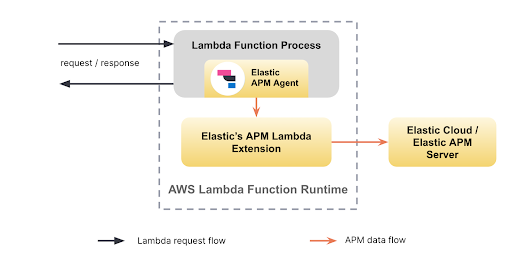 Lambda Function Process
request / response
Elastic
APM Agent
Elastic's APM Lambda
Extension
Elastic Cloud /
Elastic APM
Server
AWS Lambda Function Runtime
Lambda request flow
APM data flow